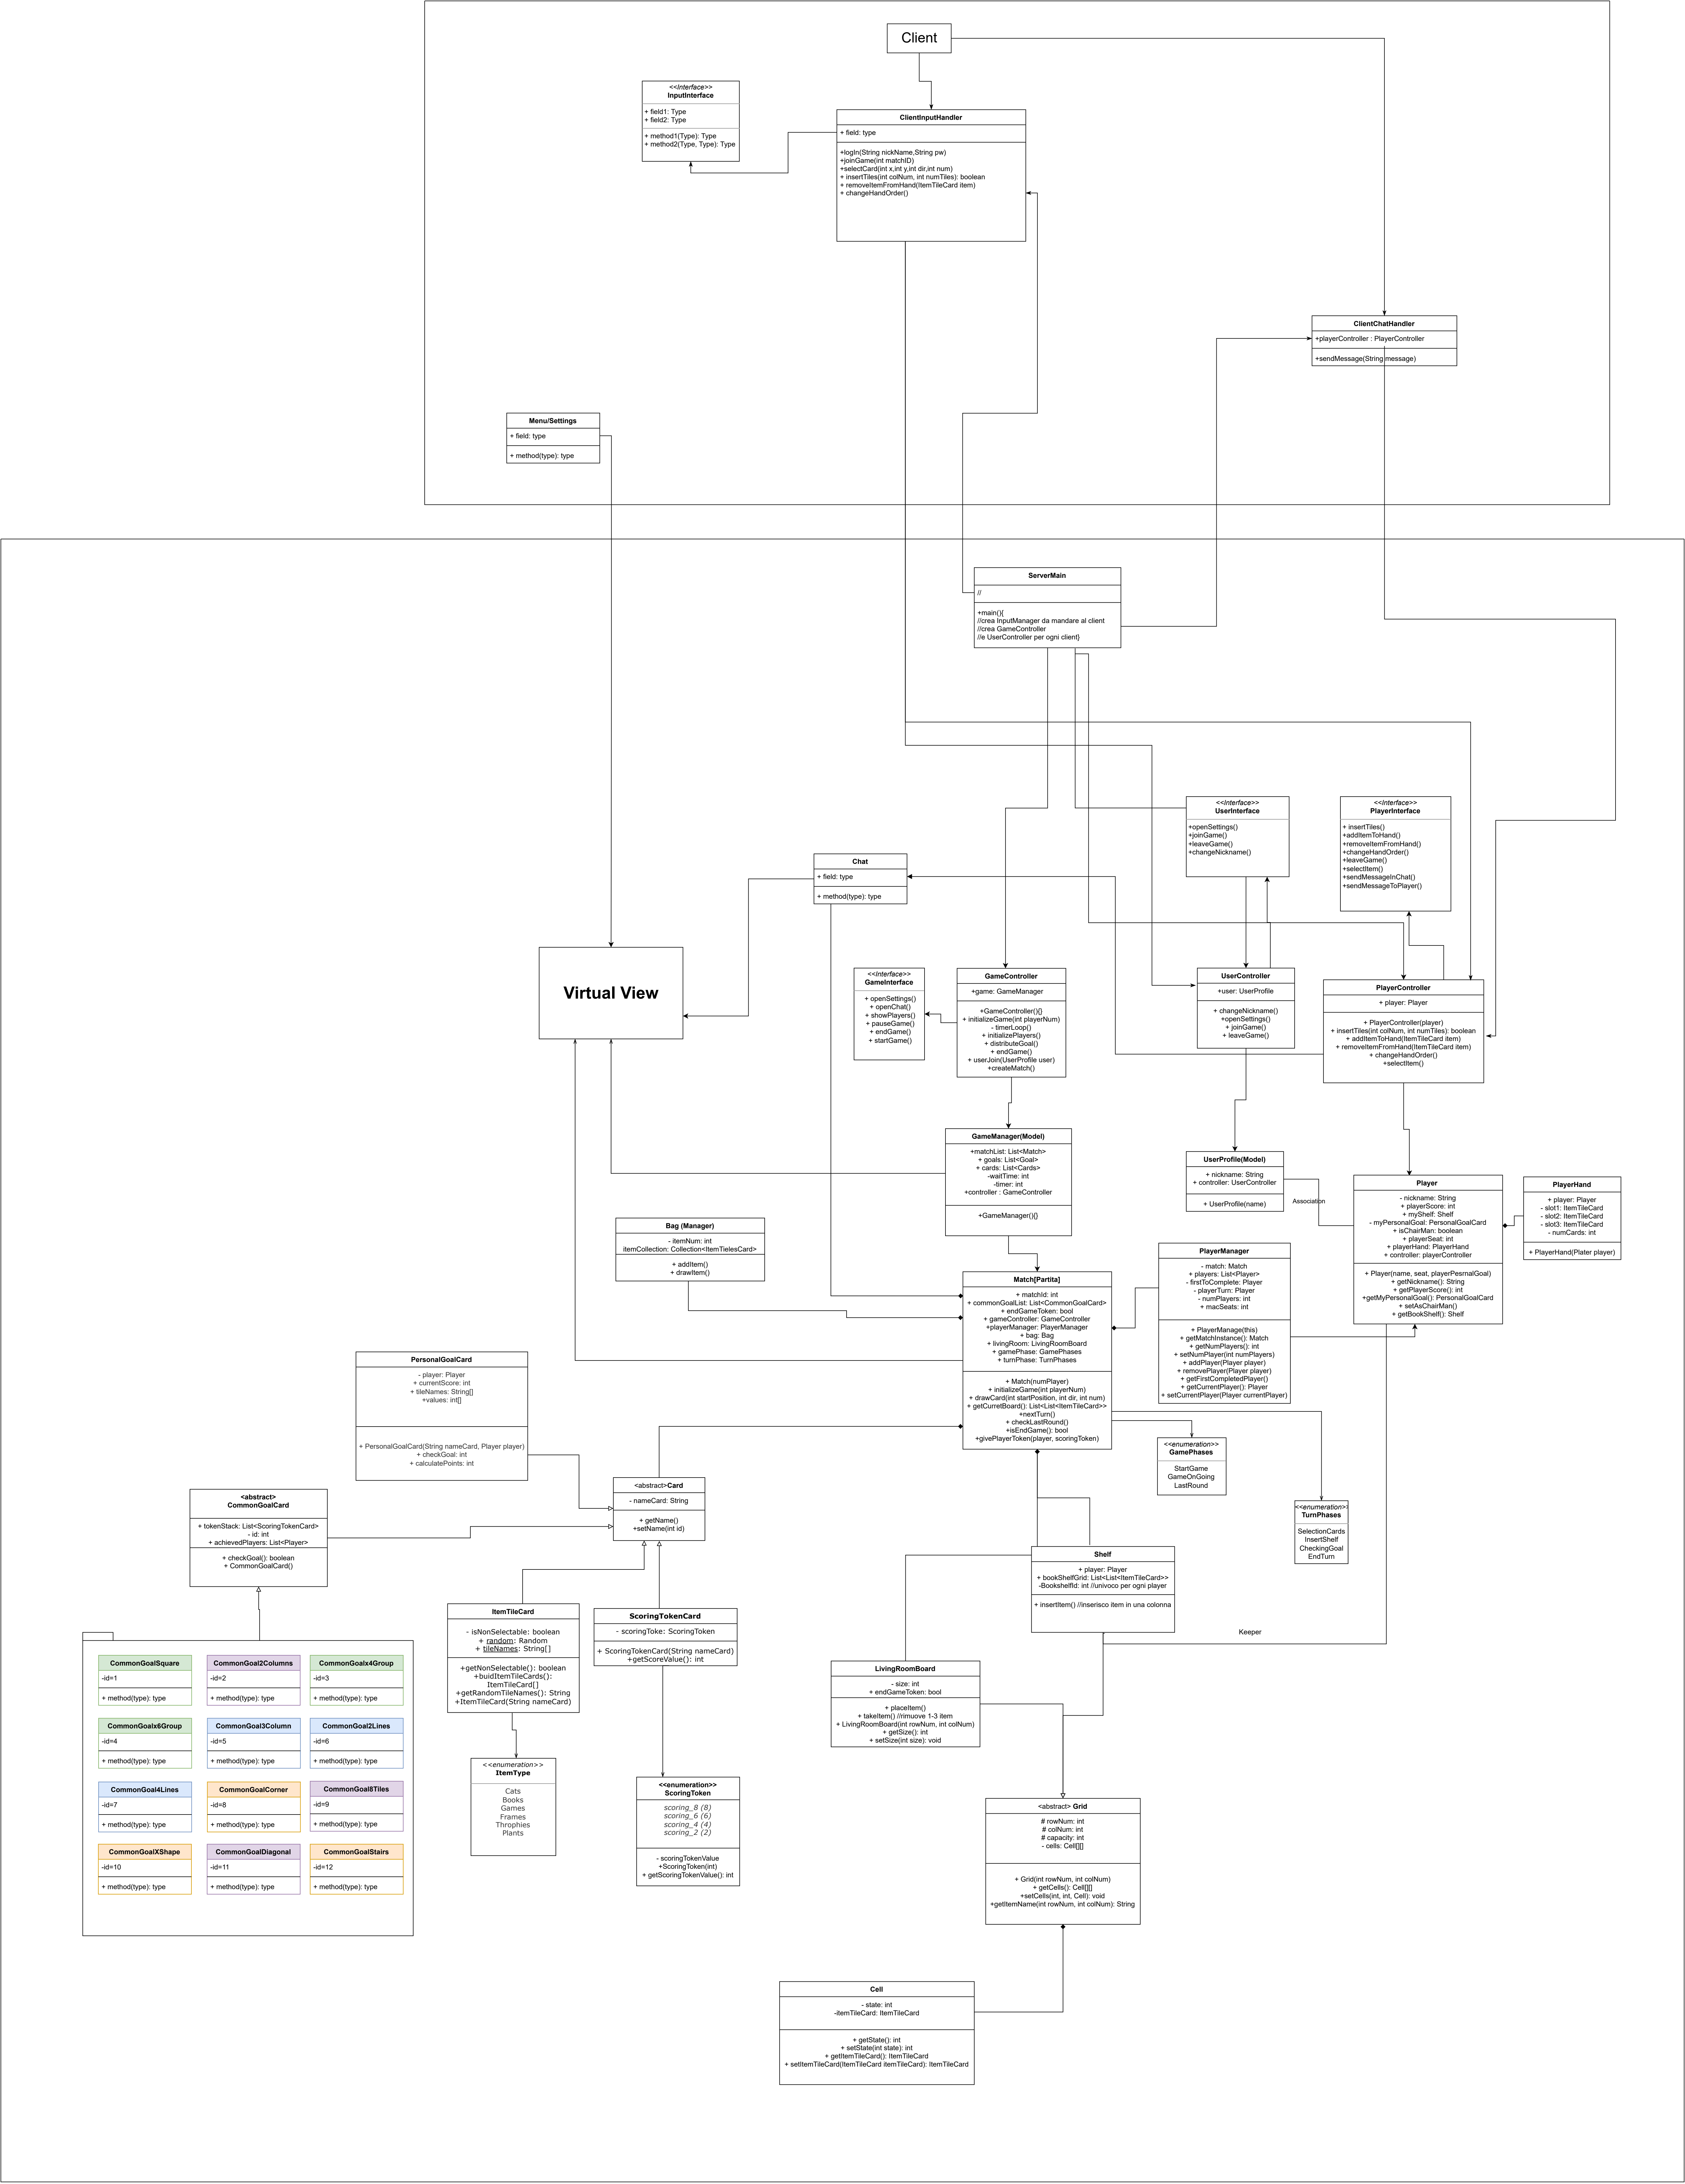 Client
<<Interface>>
InputInterface
+ field1: Type
+ field2: Type
+ method1(Type): Type
+ method2(Type, Type): Type
ClientInputHandler
+ field: type
+logIn(String nickName,String pw)
+joinGame(int matchID)
+selectCard(int x,int y,int dir,int num)
+ insertTiles(int colNum, int numTiles): boolean
+ removeItemFromHand(ItemTileCard item)
+ changeHandOrder()
ClientChatHandler
+playerController : PlayerController
+sendMessage(String message)
Menu/Settings
+ field: type
+ method(type): type
ServerMain
//
+main(){
//crea InputManager da mandare al client
//crea GameController
//e UserController per ogni client}
<<Interface>>
UserInterface
+openSettings()
+joinGame()
+leaveGame()
+changeNickname()
<<Interface>>
PlayerInterface
+ insertTiles()
+addItemToHand()
+removeItemFromHand()
+changeHandOrder()
+leaveGame()
+selectItem()
+sendMessageInChat()
+sendMessageToPlayer()
Chat
+ field: type
+ method(type): type
Virtual View
<<Interface>>
GameInterface
+ openSettings()
+ openChat()
+ showPlayers()
+ pauseGame()
+ endGame()
+ startGame()
GameController
+game: GameManager
+GameController(){}
+ initializeGame(int playerNum)
- timerLoop()
+ initializePlayers()
+ distributeGoal()
+ endGame()
+ userJoin(UserProfile user)
+createMatch()
UserController
+user: UserProfile
+ changeNickname()
+openSettings()
+ joinGame()
+ leaveGame()
PlayerController
+ player: Player
+ PlayerController(player)
+ insertTiles(int colNum, int numTiles): boolean
+ addItemToHand(ItemTileCard item)
+ removeItemFromHand(ItemTileCard item)
+ changeHandOrder()
+selectItem()
GameManager(Model)
+matchList: List<Match>
+ goals: List<Goal>
+ cards: List<Cards>
-waitTime: int
-timer: int
+controller : GameController
+GameManager(){}
UserProfile(Model)
+ nickname: String
+ controller: UserController
+ UserProfile(name)
Association
Player
- nickname: String
+ playerScore: int
+ myShelf: Shelf
- myPersonalGoal: PersonalGoalCard
+ isChairMan: boolean
+ playerSeat: int
+ playerHand: PlayerHand
+ controller: playerController
+ Player(name, seat, playerPesrnalGoal)
+ getNickname(): String
+ getPlayerScore(): int
+getMyPersonalGoal(): PersonalGoalCard
+ setAsChairMan()
+ getBookShelf(): Shelf
PlayerHand
+ player: Player
- slot1: ItemTileCard
- slot2: ItemTileCard
- slot3: ItemTileCard
- numCards: int
+ PlayerHand(Plater player)
Bag (Manager)
- itemNum: int
itemCollection: Collection<ItemTielesCard>
+ addItem()
+ drawItem()
PlayerManager
- match: Match
+ players: List<Player>
- firstToComplete: Player
- playerTurn: Player
- numPlayers: int
+ macSeats: int
+ PlayerManage(this)
+ getMatchInstance(): Match
+ getNumPlayers(): int
+ setNumPlayer(int numPlayers)
+ addPlayer(Player player)
+ removePlayer(Player player)
+ getFirstCompletedPlayer()
+ getCurrentPlayer(): Player
+ setCurrentPlayer(Player currentPlayer)
Match[Partita]
+ matchId: int
+ commonGoalList: List<CommonGoalCard>
+ endGameToken: bool
+ gameController: GameController
+playerManager: PlayerManager
+ bag: Bag
+ livingRoom: LivingRoomBoard
+ gamePhase: GamePhases
+ turnPhase: TurnPhases
+ Match(numPlayer)
+ initializeGame(int playerNum)
+ drawCard(int startPosition, int dir, int num)
+ getCurretBoard(): List<List<ItemTileCard>>
+nextTurn()
+ checkLastRound()
+isEndGame(): bool
+givePlayerToken(player, scoringToken)
PersonalGoalCard
- player: Player
+ currentScore: int
+ tileNames: String[]
+values: int[]
+ PersonalGoalCard(String nameCard, Player player)
+ checkGoal: int
+ calculatePoints: int
<<enumeration>>
GamePhases
StartGame
GameOnGoing
LastRound
<<enumeration>>
TurnPhases
SelectionCards
InsertShelf
CheckingGoal
EndTurn
<abstract>Card
- nameCard: String
+ getName()
+setName(int id)
<abstract>
CommonGoalCard
+ tokenStack: List<ScoringTokenCard>
- id: int
+ achievedPlayers: List<Player>
+ checkGoal(): boolean
+ CommonGoalCard()
Shelf
+ player: Player
+ bookShelfGrid: List<List<ItemTileCard>>
-BookshelfId: int //univoco per ogni player
+ insertItem() //inserisco item in una colonna
Keeper
ItemTileCard
- isNonSelectable: boolean
+ random: Random
+ tileNames: String[]
+getNonSelectable(): boolean
+buidItemTileCards():
ItemTileCard[]
+getRandomTileNames(): String
+ItemTileCard(String nameCard)
ScoringTokenCard
- scoringToke: ScoringToken
+ ScoringTokenCard(String nameCard)
+getScoreValue(): int
LivingRoomBoard
- size: int
+ endGameToken: bool
+ placeItem()
+ takeItem() //rimuove 1-3 item
+ LivingRoomBoard(int rowNum, int colNum)
+ getSize(): int
+ setSize(int size): void
CommonGoalSquare
-id=1
+ method(type): type
CommonGoal2Columns
-id=2
+ method(type): type
CommonGoalx4Group
-id=3
+ method(type): type
CommonGoalx6Group
-id=4
+ method(type): type
CommonGoal3Column
-id=5
+ method(type): type
CommonGoal2Lines
-id=6
+ method(type): type
CommonGoal4Lines
-id=7
+ method(type): type
CommonGoalCorner
-id=8
+ method(type): type
CommonGoal8Tiles
-id=9
+ method(type): type
CommonGoalXShape
-id=10
+ method(type): type
CommonGoalDiagonal
-id=11
+ method(type): type
CommonGoalStairs
-id=12
+ method(type): type
<<enumeration>>
ItemType
Cats
Books
Games
Frames
Throphies
Plants
<<enumeration>>
ScoringToken
scoring_8 (8)
scoring_6 (6)
scoring_4 (4)
scoring_2 (2)
- scoringTokenValue
+ScoringToken(int)
+ getScoringTokenValue(): int
<abstract> Grid
# rowNum: int
# colNum: int
# capacity: int
- cells: Cell[][]
+ Grid(int rowNum, int colNum)
+ getCells(): Cell[][]
+setCells(int, int, Cell): void
+getItemName(int rowNum, int colNum): String
Cell
- state: int
-itemTileCard: ItemTileCard
+ getState(): int
+ setState(int state): int
+ getItemTileCard(): ItemTileCard
+ setItemTileCard(ItemTileCard itemTileCard): ItemTileCard